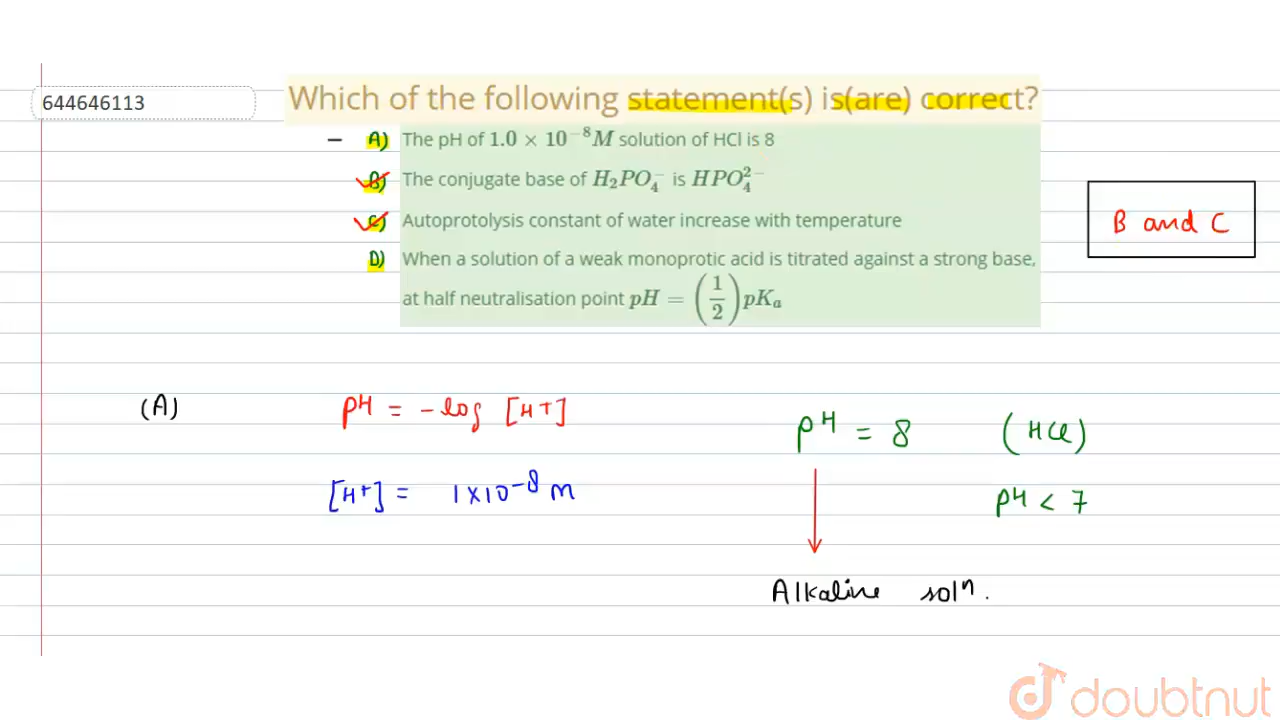 644646113
Which of the following statement(s) is(are) correct?
A) The pH of 1.0 × 10⁻⁸M solution of HCl is 8
B) The conjugate base of H₂PO₄⁻ is HPO₄²⁻
C) Autoprotolysis constant of water increase with temperature
D) When a solution of a weak monoprotic acid is titrated against a strong base,
at half neutralisation point pH = (1/2) pKₐ
B and C
(A) pH = -log [H+]
pH = 8 (HCl)
[H+] = 1×10⁻⁸ m
pH < 7
Alkaline solⁿ.
doubtnut